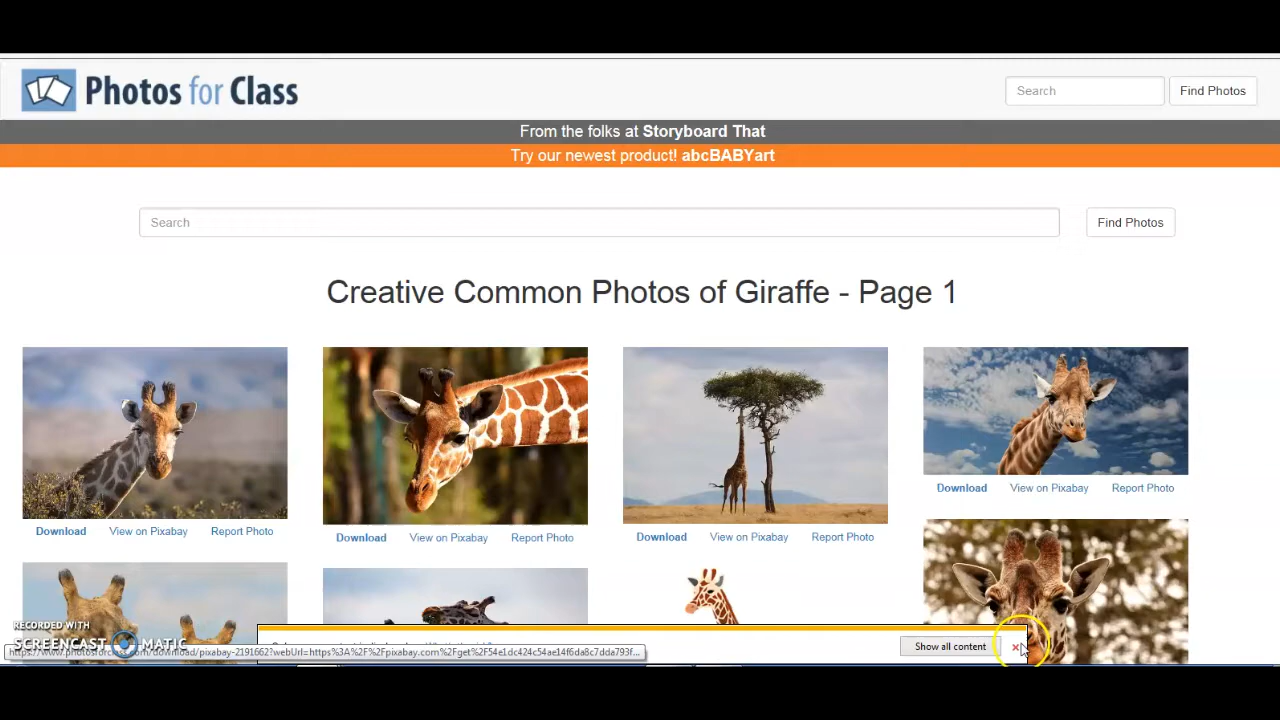 Photos for Class
Search
Find Photos
From the folks at Storyboard That
Try our newest product! abcBABYart
Search
Find Photos
Creative Common Photos of Giraffe - Page 1
Download View on Pixabay Report Photo
Download View on Pixabay Report Photo
Download View on Pixabay Report Photo
Download View on Pixabay Report Photo
RECORDED WITH
SCREENCAST MATIC
Show all content